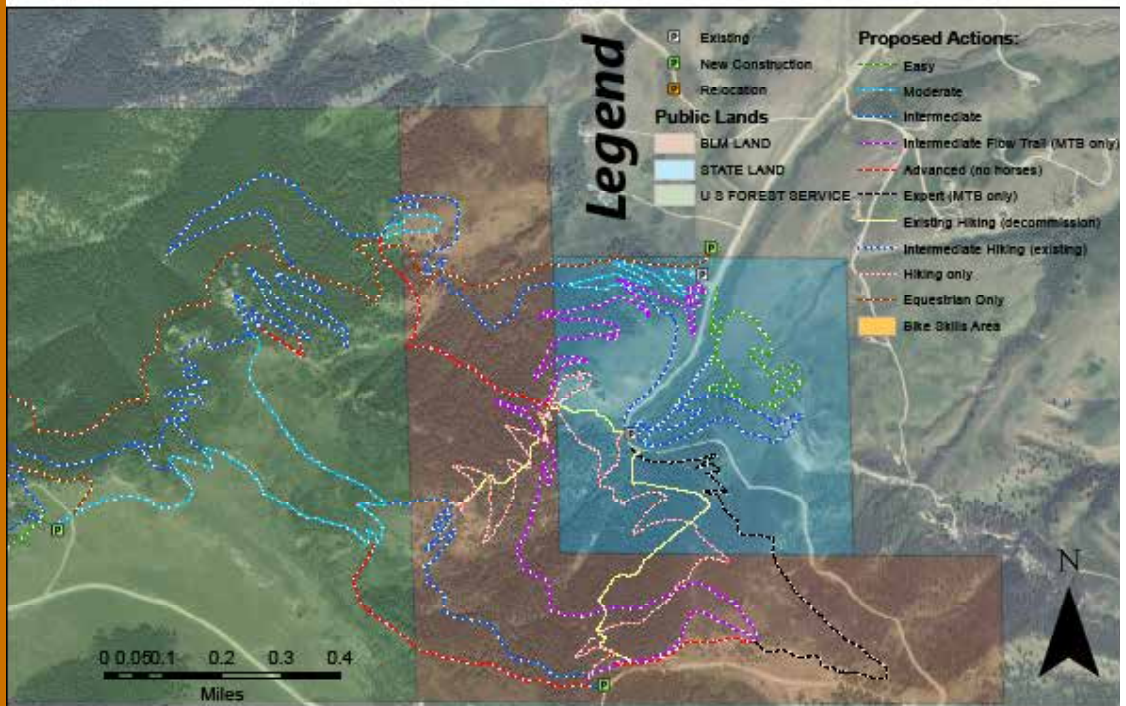 Legend
P Existing
P New Construction
P Relocation
Public Lands
BLM LAND
STATE LAND
U S FOREST SERVICE
Proposed Actions:
Easy
Moderate
Intermediate
Intermediate Flow Trail (MTB only)
Advanced (no horses)
Expert (MTB only)
Existing Hiking (decommission)
Intermediate Hiking (existing)
Hiking only
Equestrian Only
Bike Skills Area
P
P
P
P
P
N
0 0.050.1 0.2 0.3 0.4
Miles